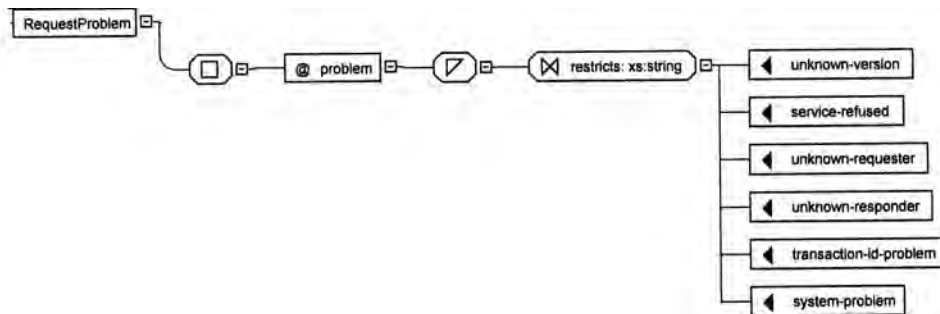 RequestProblem
@ problem
restricts: xs:string
unknown-version
service-refused
unknown-requester
unknown-responder
transaction-id-problem
system-problem